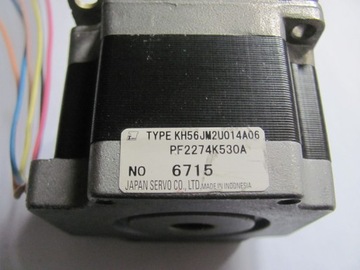 TYPE KH56JM2U014A06
PF2274K530A
NO 6715
JAPAN SERVO CO., LTD. MADE IN INDONESIA